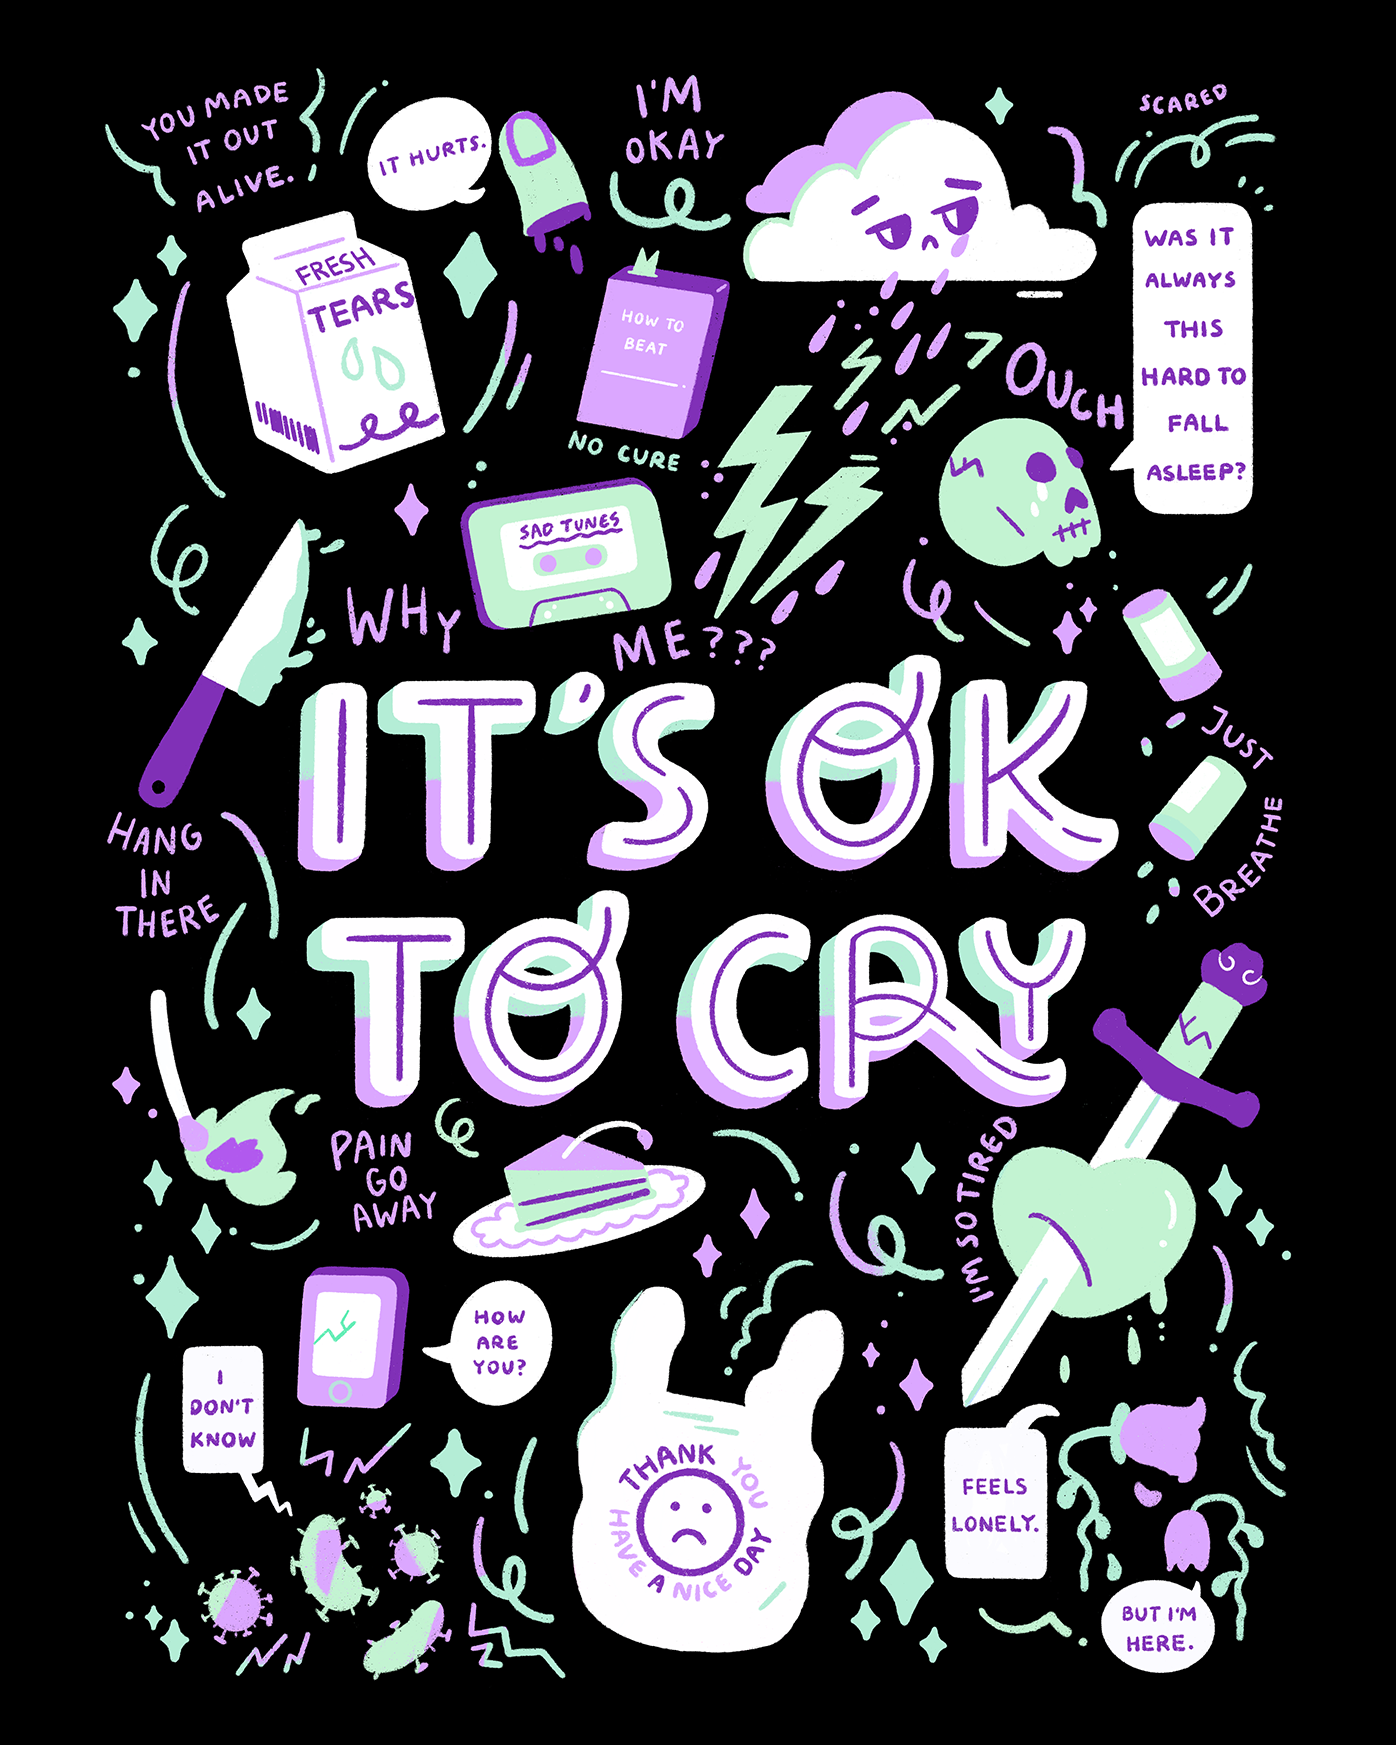 YOU MADE
IT OUT
ALIVE.
IT HURTS.
I'M
OKAY
SCARED
FRESH
TEARS
HOW TO
BEAT
NO CURE
WAS IT
ALWAYS
THIS
HARD TO
FALL
ASLEEP?
OUCH
SAD TUNES
WHY
ME???
IT'S OK
TO CRY
JUST
BREATHE
HANG
IN
THERE
PAIN
GO
AWAY
I'M SO TIRED
HOW
ARE
YOU?
I
DON'T
KNOW
THANK YOU
HAVE A NICE DAY
FEELS
LONELY.
BUT I'M
HERE.